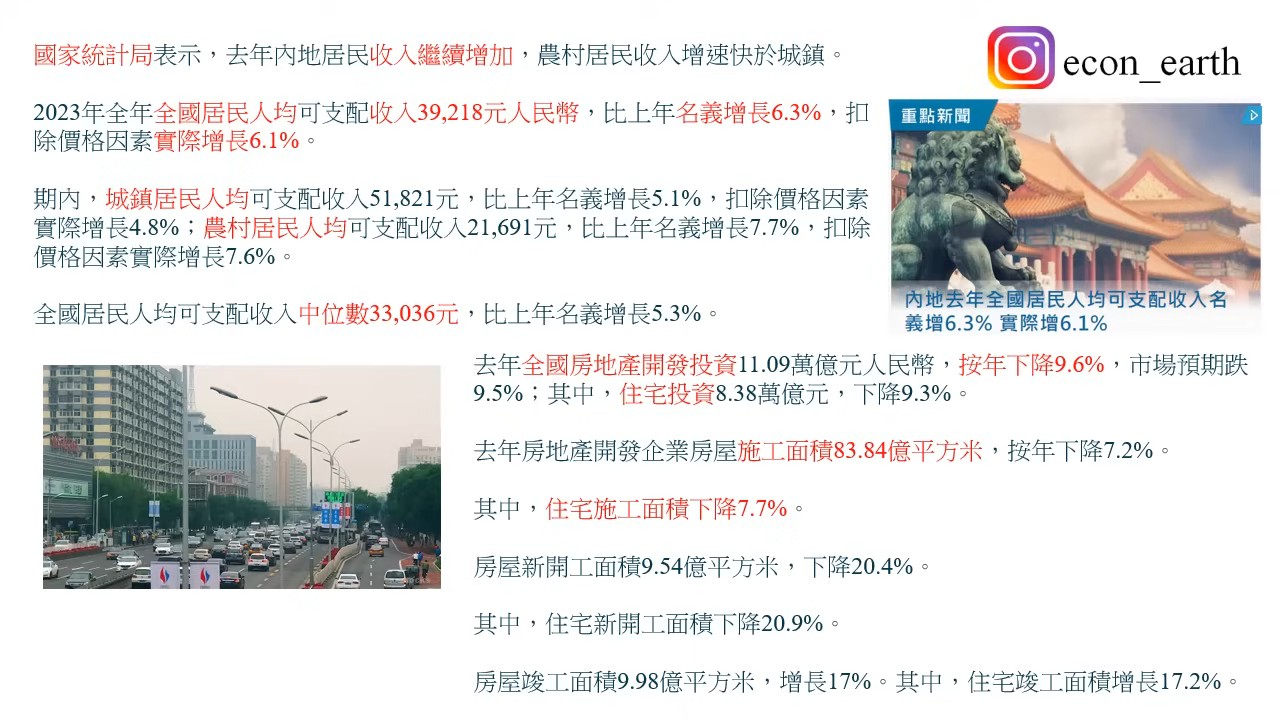 國家統計局表示，去年內地居民收入繼續增加，農村居民收入增速快於城鎮。
econ_earth
2023年全年全國居民人均可支配收入39,218元人民幣，比上年名義增長6.3%，扣
除價格因素實際增長6.1%。
期內，城鎮居民人均可支配收入51,821元，比上年名義增長5.1%，扣除價格因素
實際增長4.8%；農村居民人均可支配收入21,691元，比上年名義增長7.7%，扣除
價格因素實際增長7.6%。
全國居民人均可支配收入中位數33,036元，比上年名義增長5.3%。
重點新聞
內地去年全國居民人均可支配收入名
義增6.3% 實際增6.1%
去年全國房地產開發投資11.09萬億元人民幣，按年下降9.6%，市場預期跌
9.5%；其中，住宅投資8.38萬億元，下降9.3%。
去年房地產開發企業房屋施工面積83.84億平方米，按年下降7.2%。
其中，住宅施工面積下降7.7%。
房屋新開工面積9.54億平方米，下降20.4%。
其中，住宅新開工面積下降20.9%。
房屋竣工面積9.98億平方米，增長17%。其中，住宅竣工面積增長17.2%。